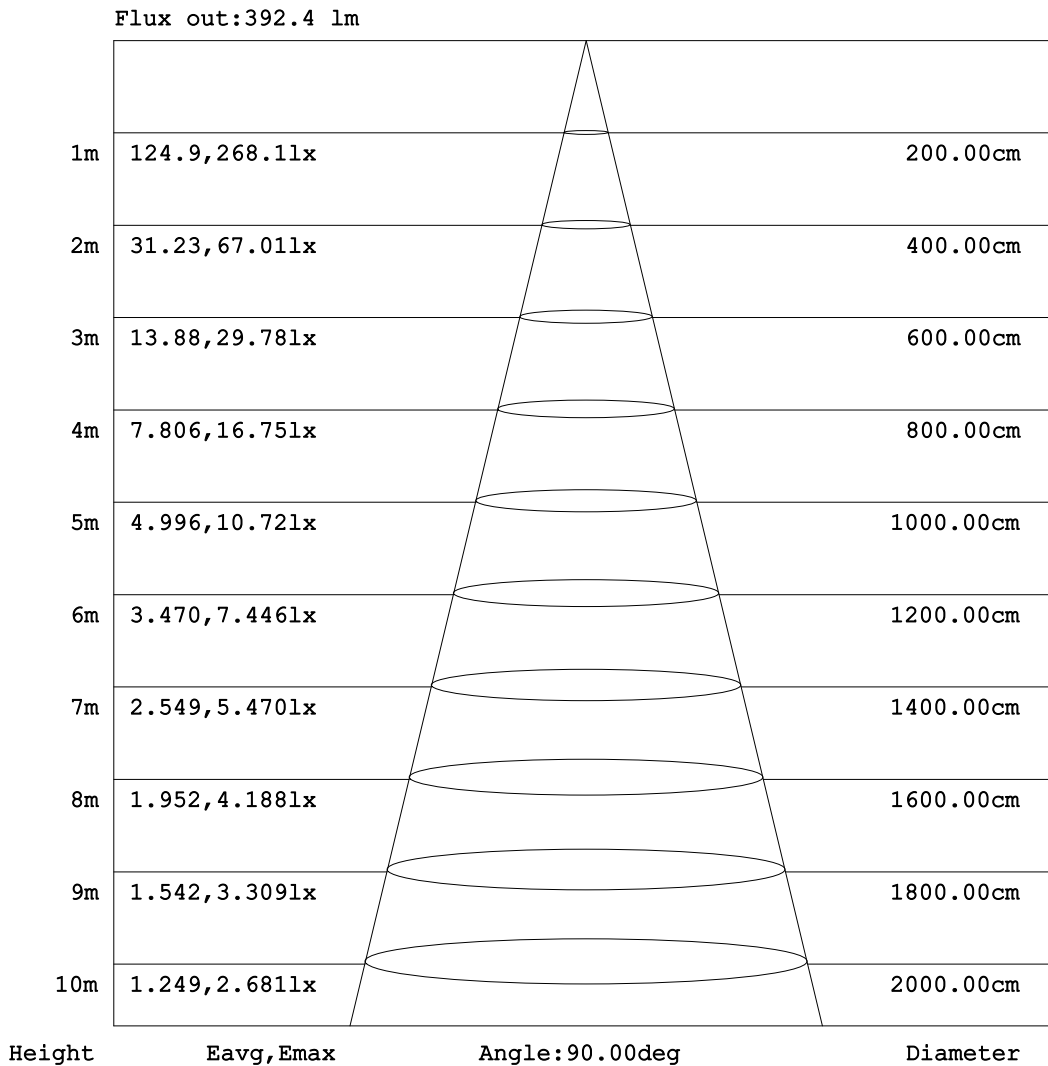 Flux out:392.4 lm
1m 124.9,268.1lx 200.00cm
2m 31.23,67.01lx 400.00cm
3m 13.88,29.78lx 600.00cm
4m 7.806,16.75lx 800.00cm
5m 4.996,10.72lx 1000.00cm
6m 3.470,7.446lx 1200.00cm
7m 2.549,5.470lx 1400.00cm
8m 1.952,4.188lx 1600.00cm
9m 1.542,3.309lx 1800.00cm
10m 1.249,2.681lx 2000.00cm
Height Eavg,Emax Angle:90.00deg Diameter